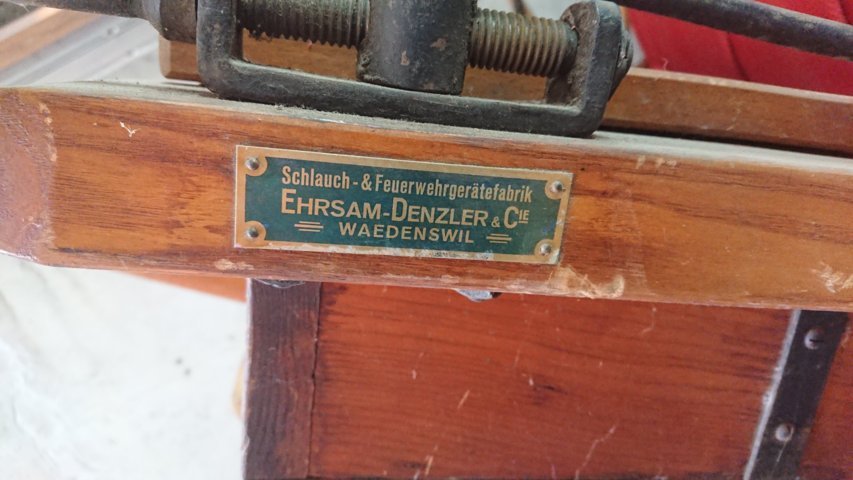 Schlauch- & Feuerwehrgerätefabrik
EHRSAM-DENZLER & CIE
WAEDENSWIL